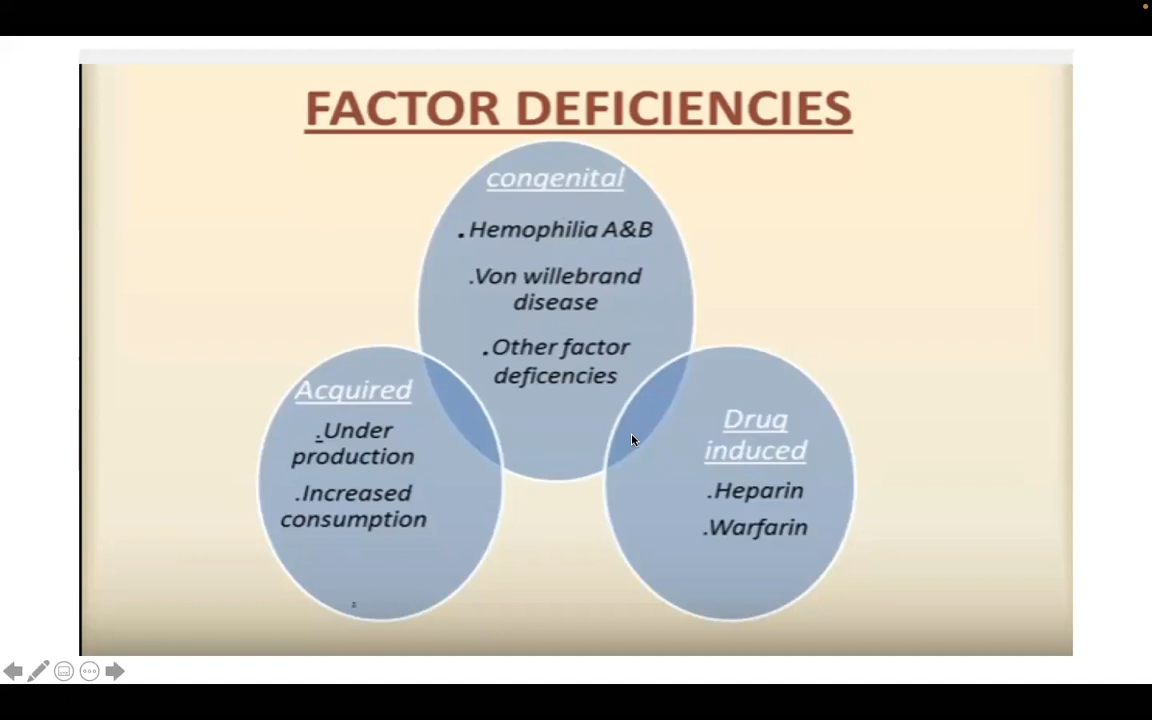 FACTOR DEFICIENCIES
congenital
.Hemophilia A&B
.Von willebrand
disease
.Other factor
deficencies
Acquired
.Under
production
.Increased
consumption
Drug
induced
.Heparin
.Warfarin